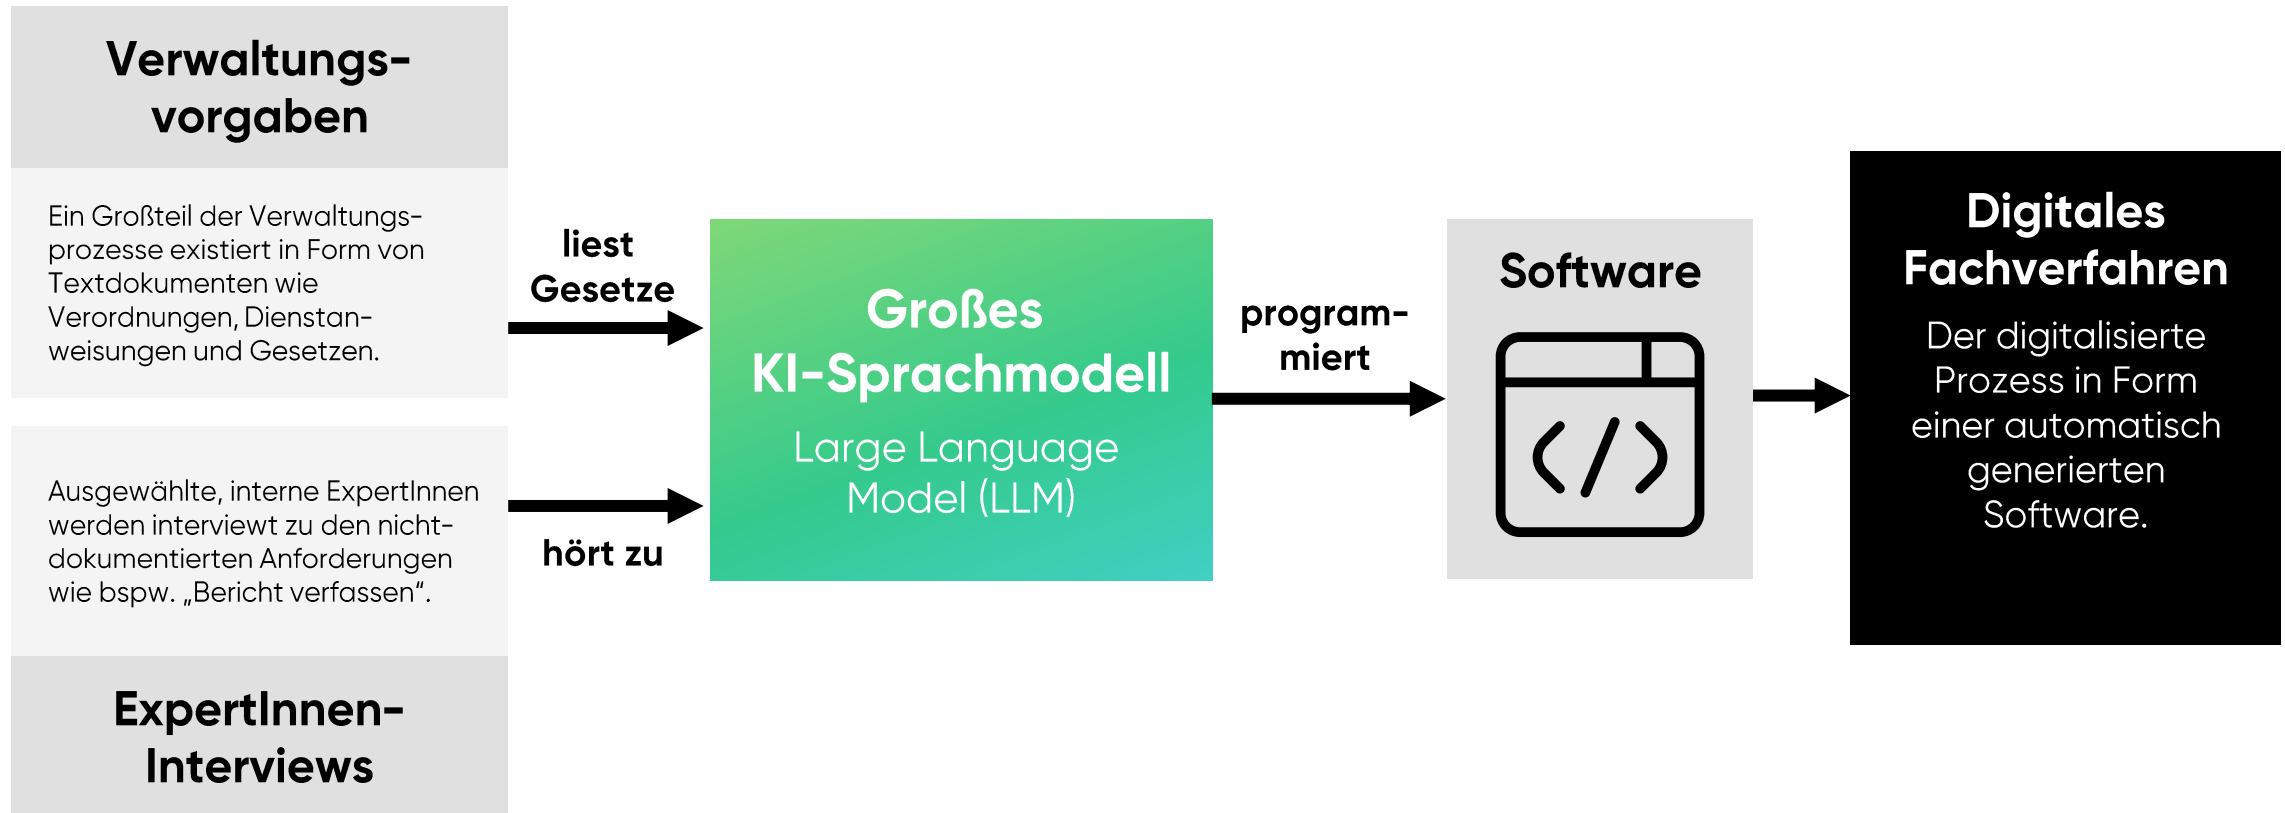 Verwaltungs-
vorgaben
Ein Großteil der Verwaltungs-
prozesse existiert in Form von
Textdokumenten wie
Verordnungen, Dienstan-
weisungen und Gesetzen.
Ausgewählte, interne ExpertInnen
werden interviewt zu den nicht-
dokumentierten Anforderungen
wie bspw. „Bericht verfassen“.
ExpertInnen-
Interviews
liest
Gesetze
hört zu
Großes
KI-Sprachmodell
Large Language
Model (LLM)
program-
miert
Software
</>
Digitales
Fachverfahren
Der digitalisierte
Prozess in Form
einer automatisch
generierten
Software.